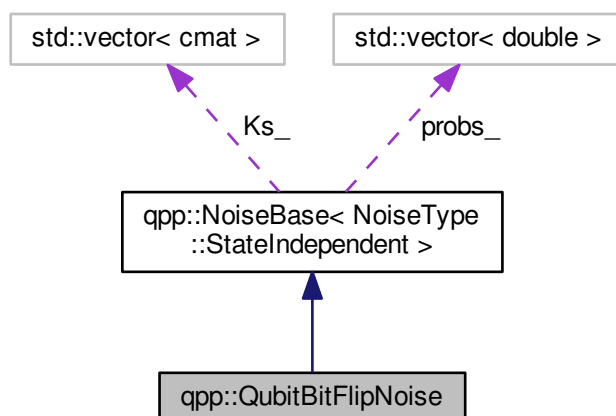 std::vector< cmat >
std::vector< double >
Ks_
probs_
qpp::NoiseBase< NoiseType
::StateIndependent >
qpp::QubitBitFlipNoise